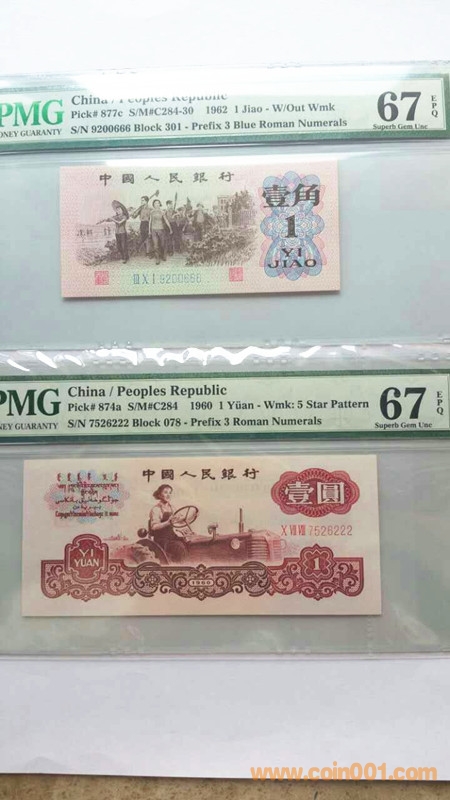 PMG
MONEY GUARANTY
China / Peoples Republic
Pick# 877c S/M#C284-30 1962 1 Jiao - W/Out Wmk
S/N 9200666 Block 301 - Prefix 3 Blue Roman Numerals
67 EPQ
Superb Gem Unc
中國人民銀行
壹角
1
YI
JIAO
III X I 9200666
PMG
MONEY GUARANTY
China / Peoples Republic
Pick# 874a S/M#C284 1960 1 Yüan - Wmk: 5 Star Pattern
S/N 7526222 Block 078 - Prefix 3 Roman Numerals
67 EPQ
Superb Gem Unc
中國人民銀行
壹圓
X VII VIII 7526222
YI
YUAN
1960
1
www.coin001.com